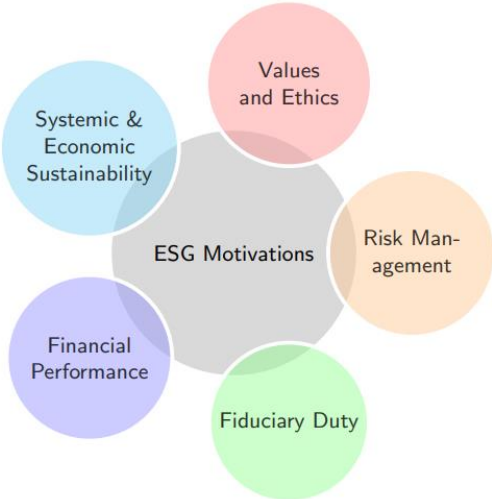 Values
and Ethics
Systemic &
Economic
Sustainability
ESG Motivations
Risk Man-
agement
Financial
Performance
Fiduciary Duty